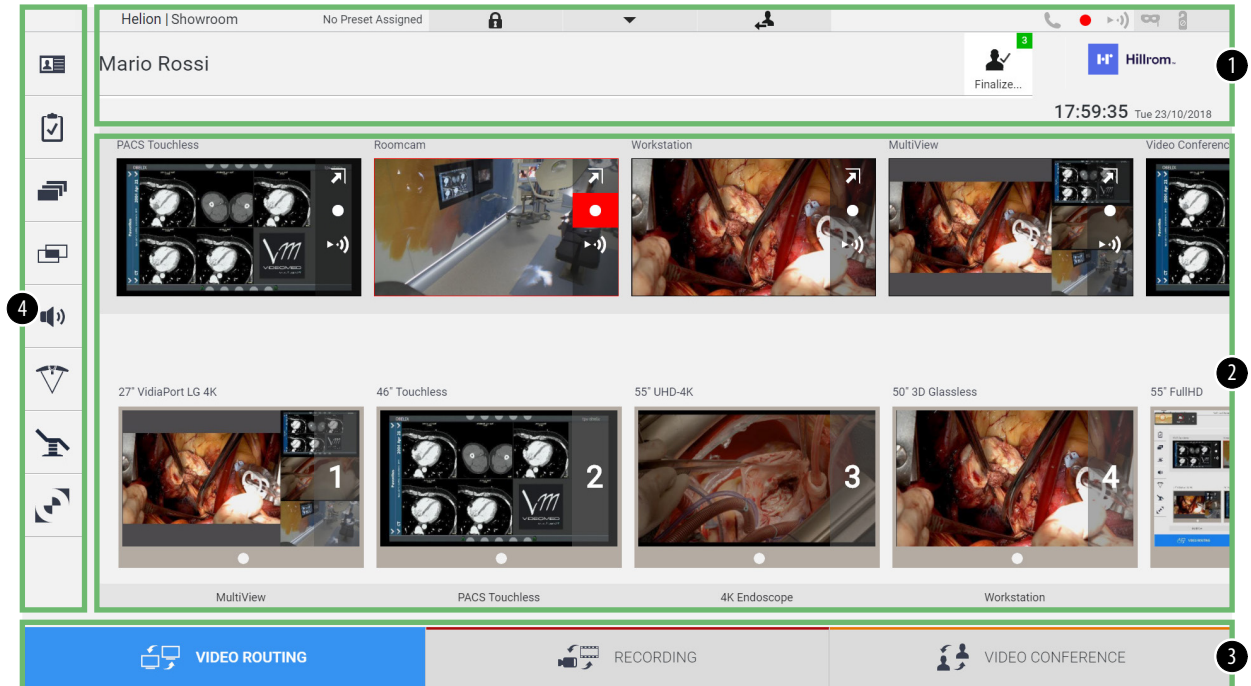 Helion | Showroom
No Preset Assigned
Mario Rossi
3
Finalize...
Hillrom
1
17:59:35 Tue 23/10/2018
PACS Touchless
Roomcam
Workstation
MultiView
Video Conferenc
VIDEOMED
4
2
27" VidiaPort LG 4K
46" Touchless
55" UHD-4K
50" 3D Glassless
55" FullHD
1
2
3
4
VIDEOMED
MultiView
PACS Touchless
4K Endoscope
Workstation
VIDEO ROUTING
RECORDING
VIDEO CONFERENCE
3